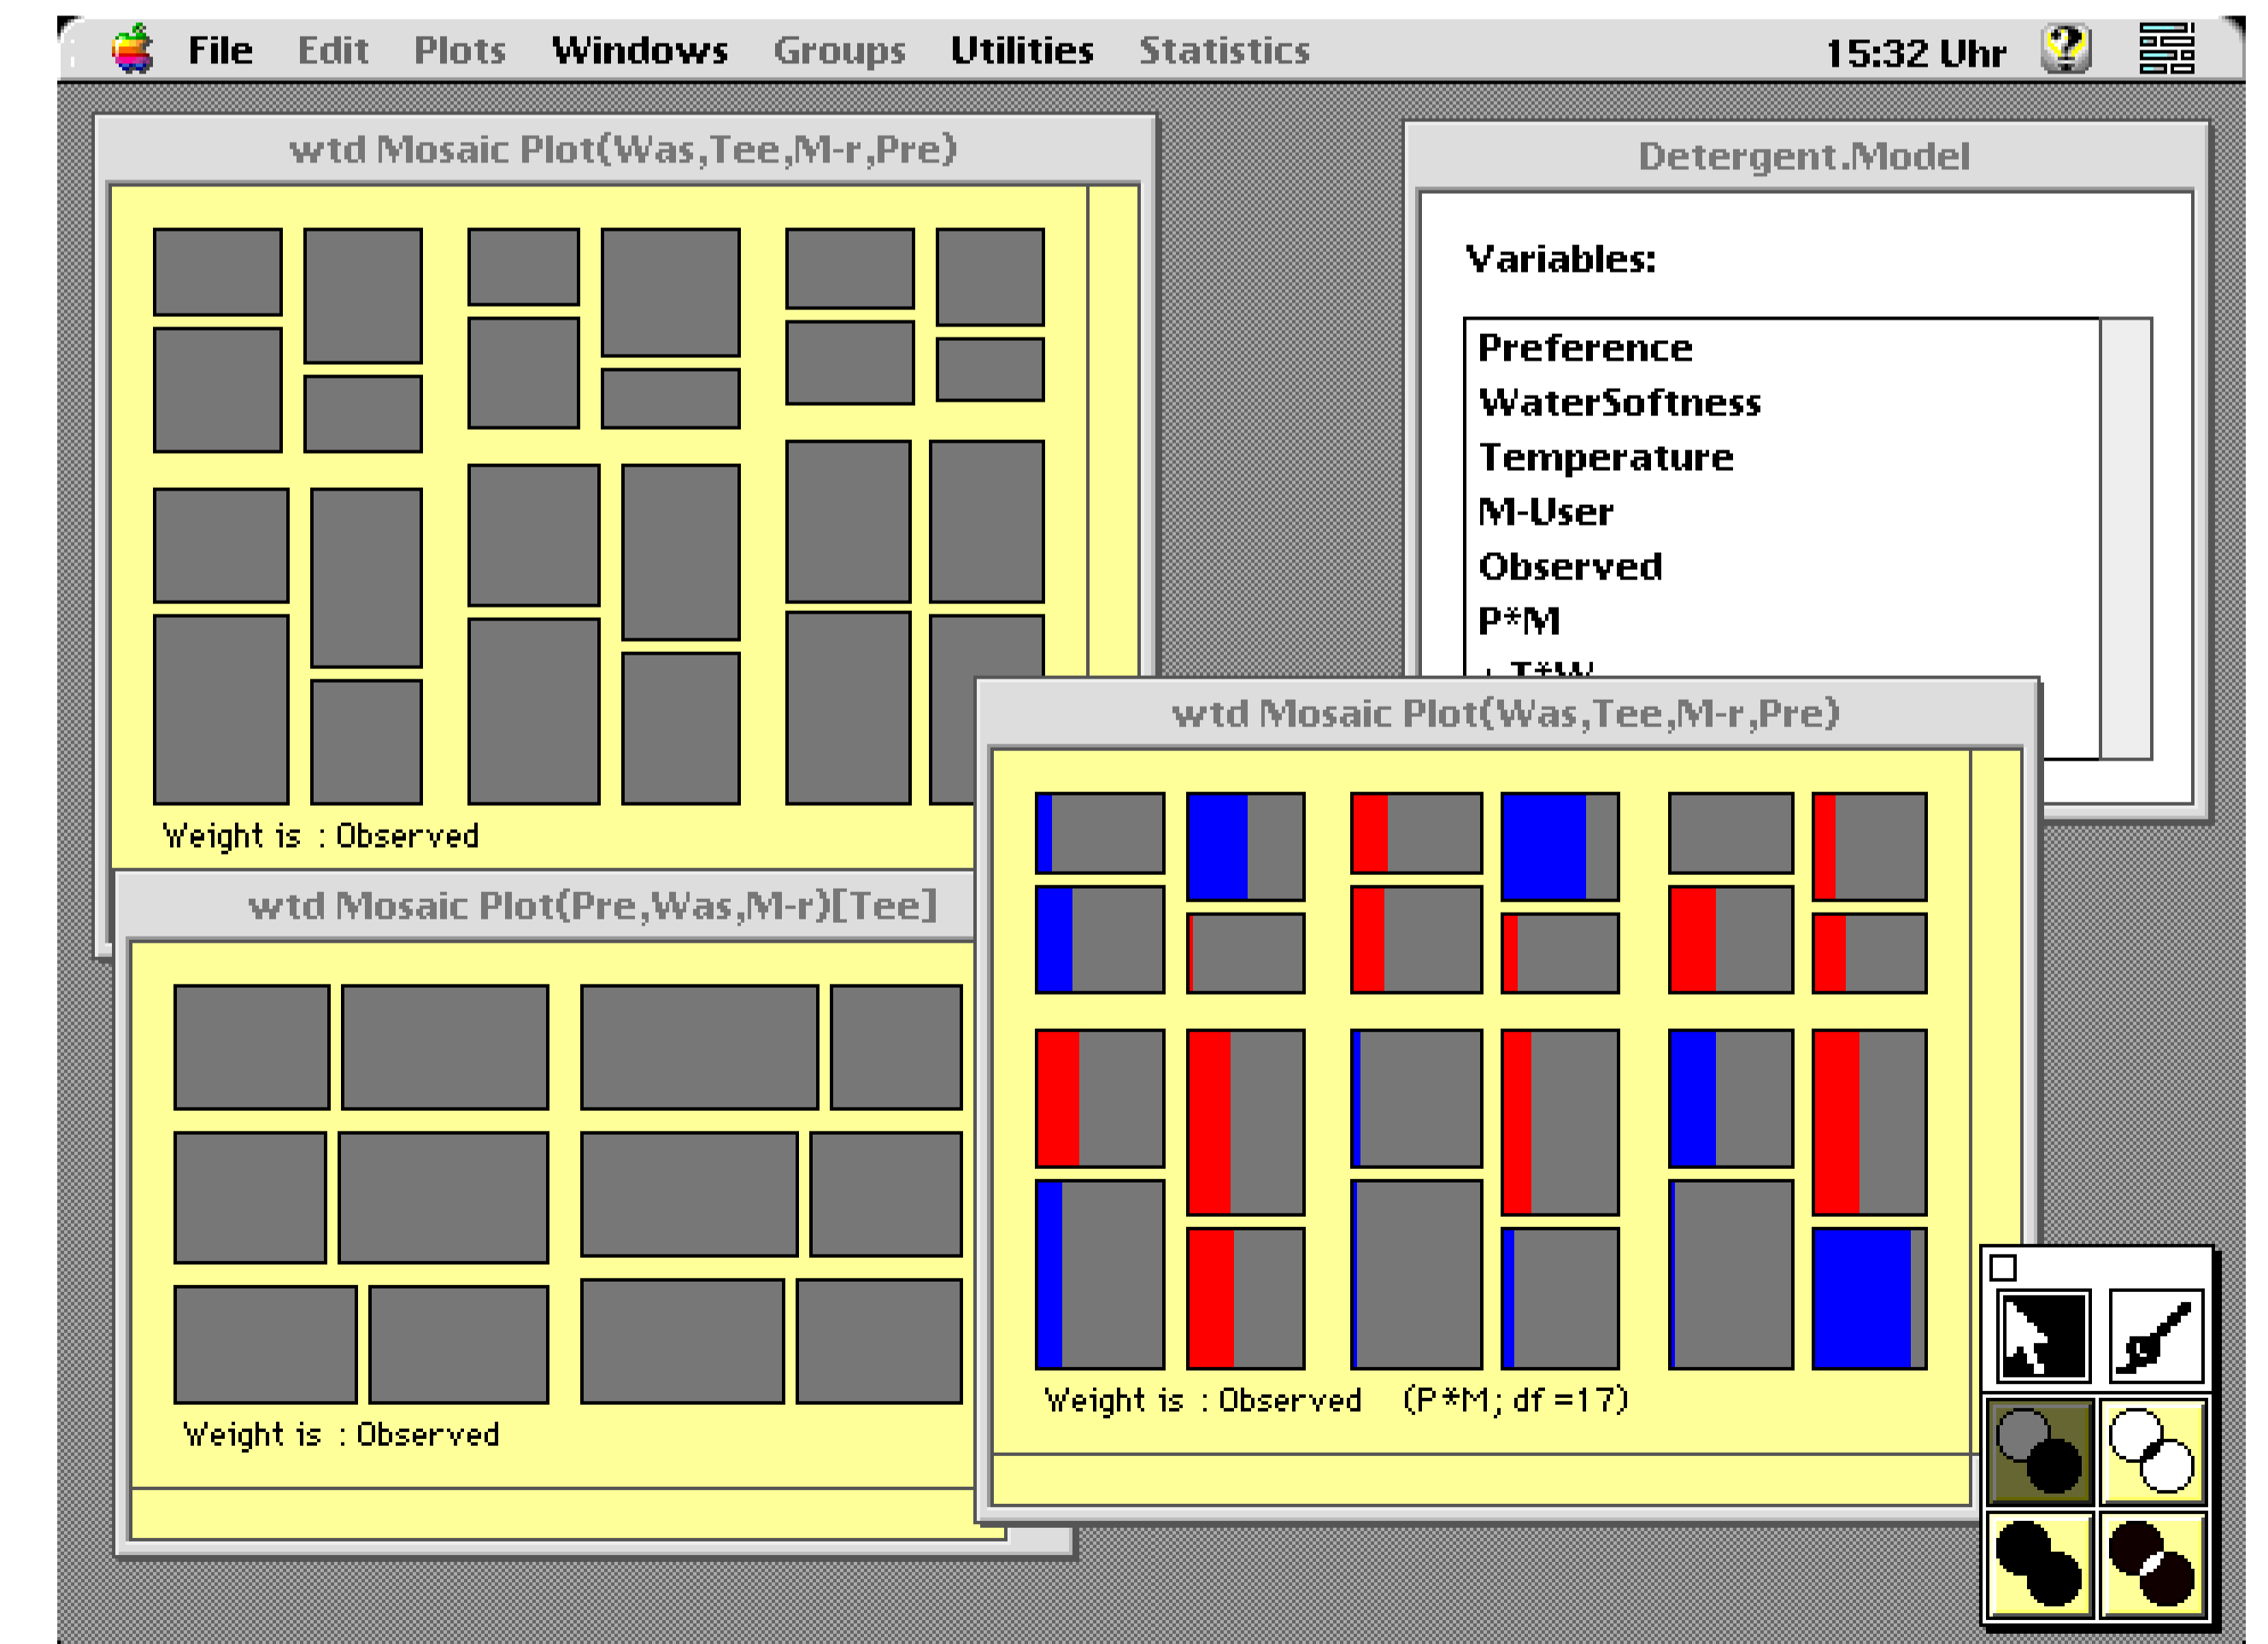 File Edit Plots Windows Groups Utilities Statistics 15:32 Uhr
wtd Mosaic Plot(Was,Tee,M-r,Pre)
Weight is : Observed
Detergent.Model
Variables:
Preference
WaterSoftness
Temperature
M-User
Observed
P*M
+ T*W
wtd Mosaic Plot(Pre,Was,M-r)[Tee]
Weight is : Observed
wtd Mosaic Plot(Was,Tee,M-r,Pre)
Weight is : Observed (P*M; df =17)